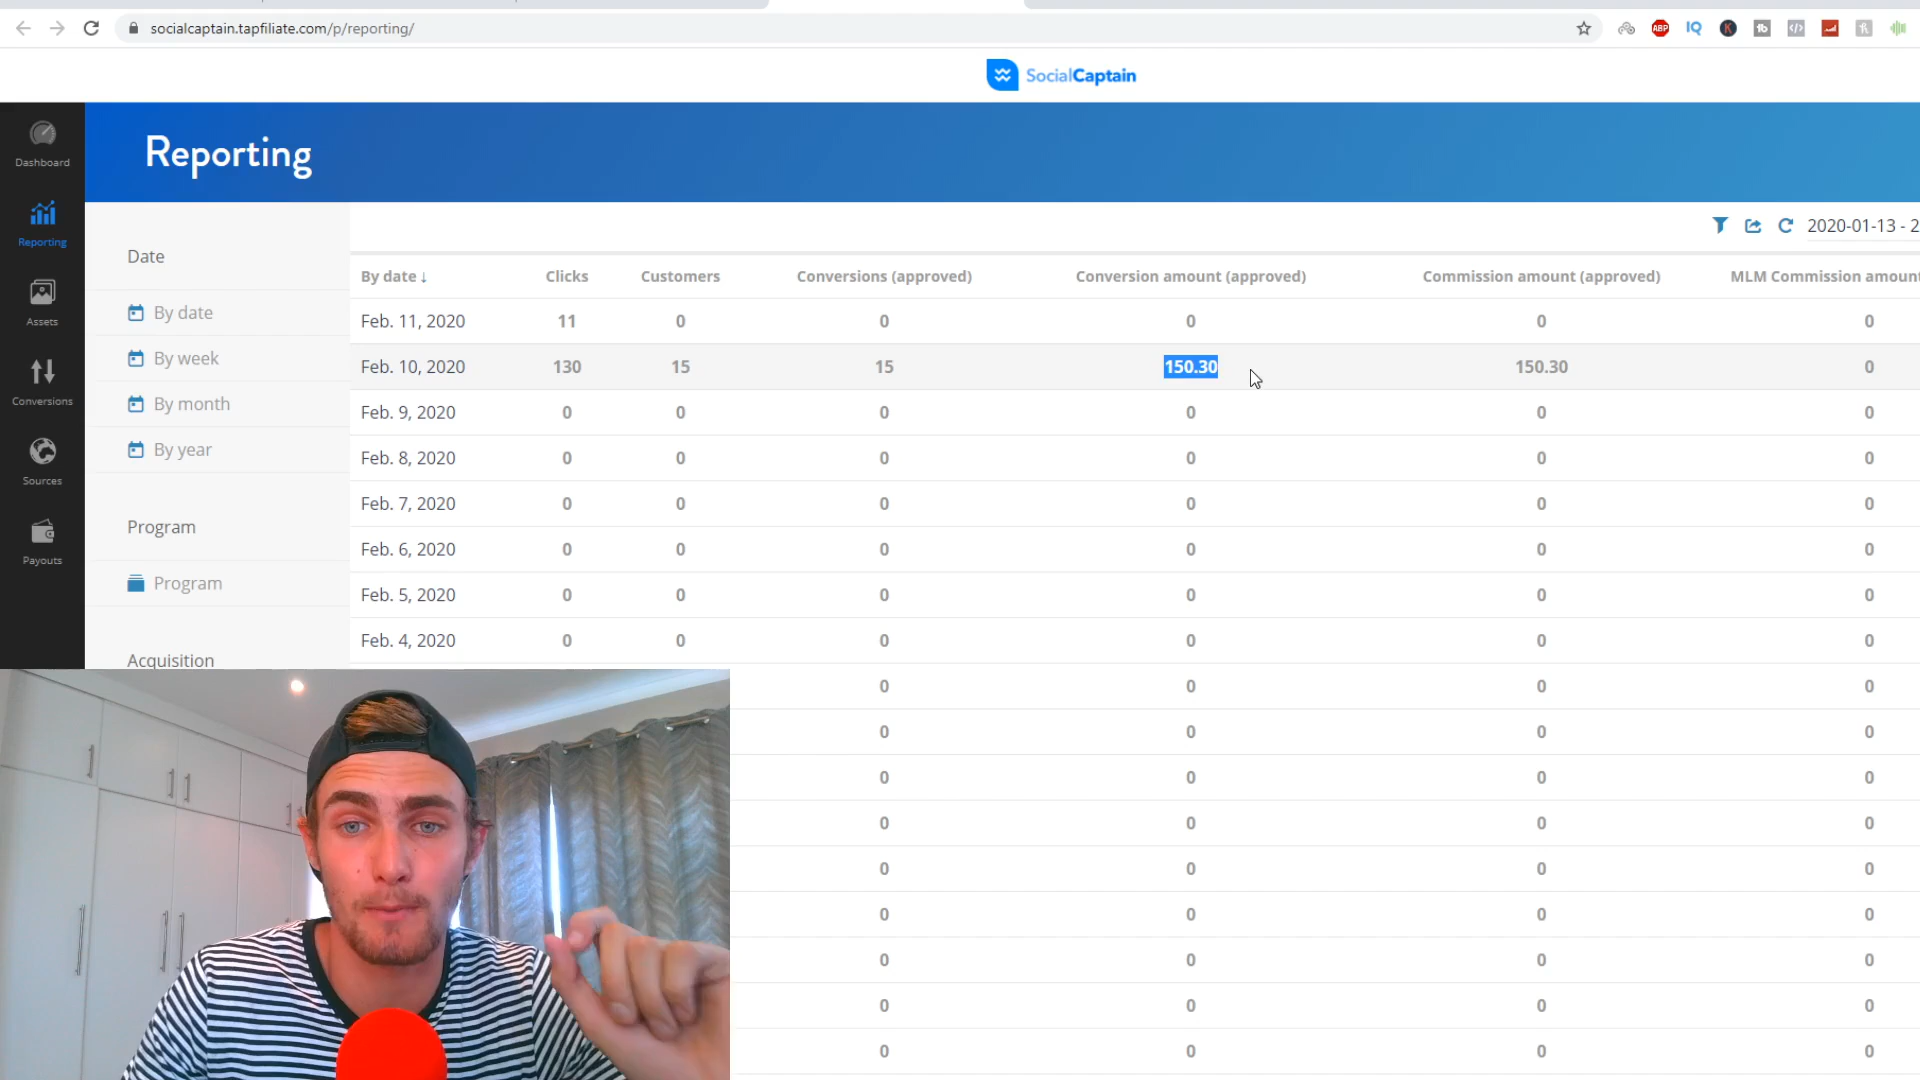 socialcaptain.tapfiliate.com/p/reporting/
ABP
IQ
K
SocialCaptain
Dashboard
Reporting
Assets
Conversions
Sources
Payouts
Reporting
Date
By date
By week
By month
By year
Program
Program
Acquisition
2020-01-13 - 2
By date ↓ Clicks Customers Conversions (approved) Conversion amount (approved) Commission amount (approved) MLM Commission amount
Feb. 11, 2020 11 0 0 0 0 0
Feb. 10, 2020 130 15 15 150.30 150.30 0
Feb. 9, 2020 0 0 0 0 0 0
Feb. 8, 2020 0 0 0 0 0 0
Feb. 7, 2020 0 0 0 0 0 0
Feb. 6, 2020 0 0 0 0 0 0
Feb. 5, 2020 0 0 0 0 0 0
Feb. 4, 2020 0 0 0 0 0 0
0 0 0 0
0 0 0 0
0 0 0 0
0 0 0 0
0 0 0 0
0 0 0 0
0 0 0 0
0 0 0 0
0 0 0 0